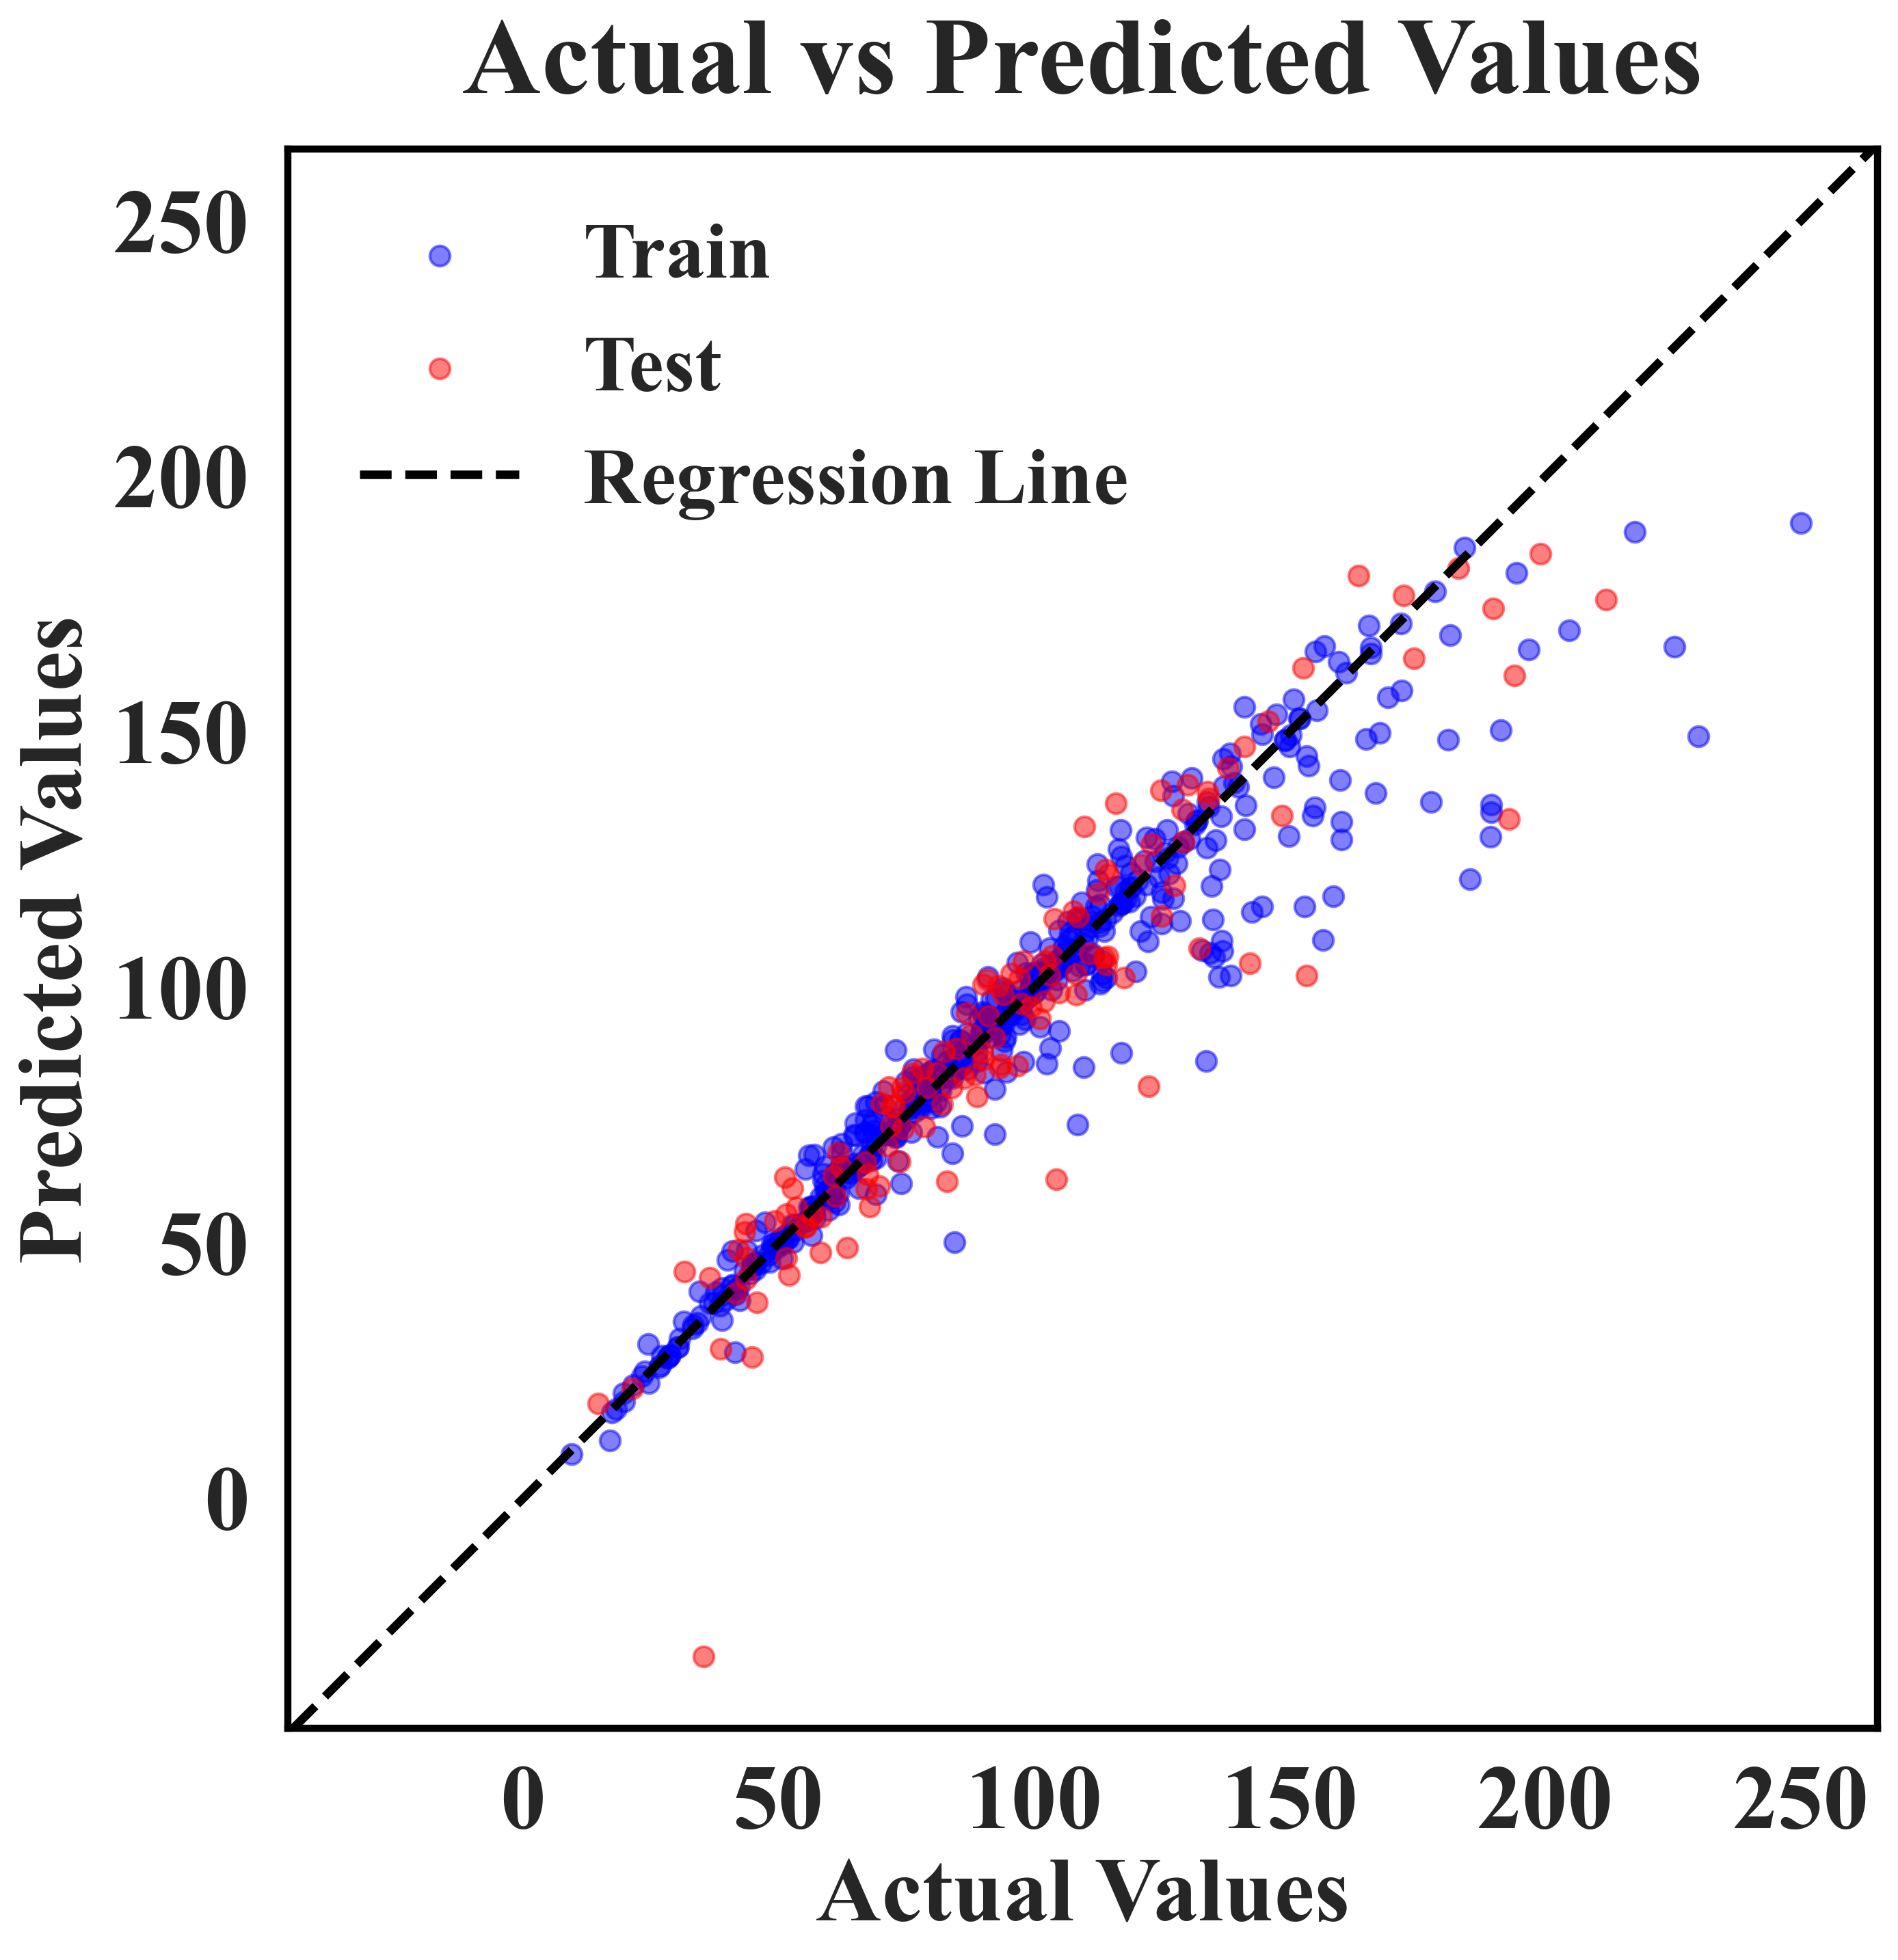 Actual vs Predicted Values
Train
Test
Regression Line
250
200
150
100
50
0
Predicted Values
0 50 100 150 200 250
Actual Values